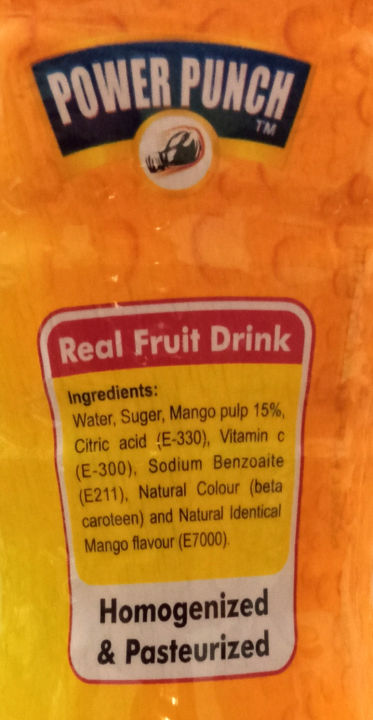 POWER PUNCH
TM
Real Fruit Drink
Ingredients:
Water, Suger, Mango pulp 15%,
Citric acid (E-330), Vitamin c
(E-300), Sodium Benzoaite
(E211), Natural Colour (beta
caroteen) and Natural Identical
Mango flavour (E7000).
Homogenized
& Pasteurized